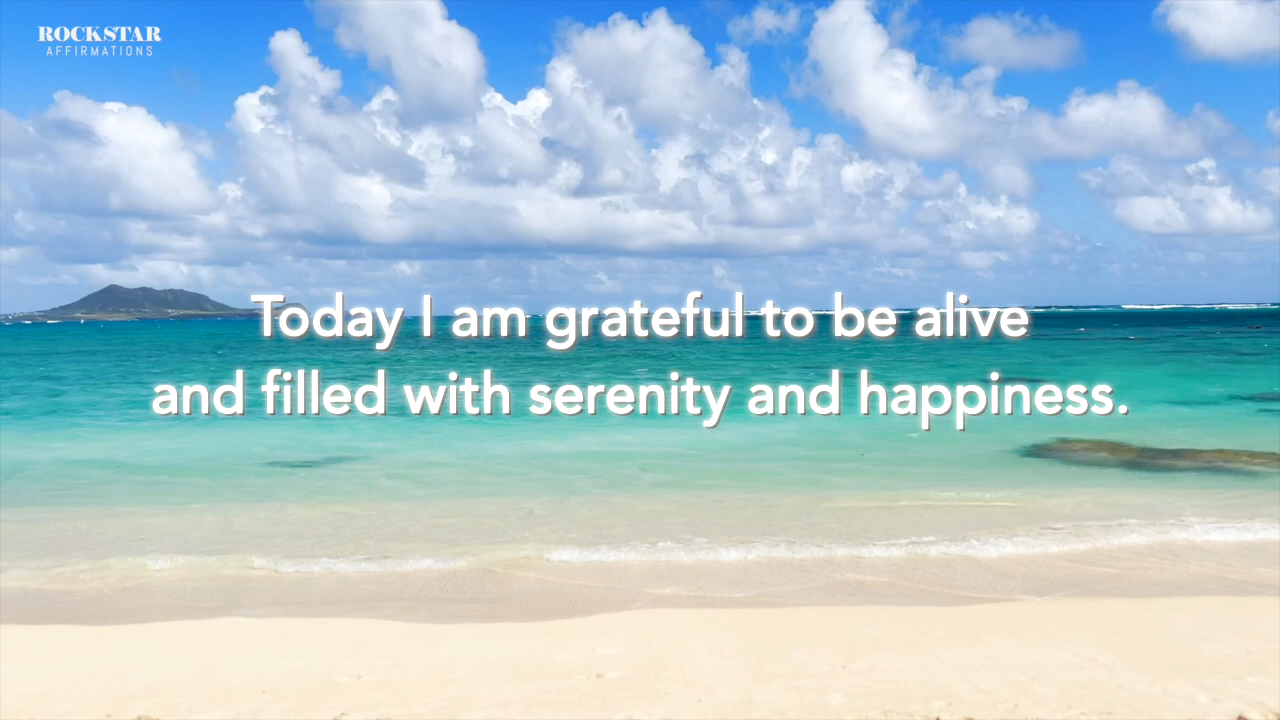 ROCKSTAR
AFFIRMATIONS
Today I am grateful to be alive
and filled with serenity and happiness.